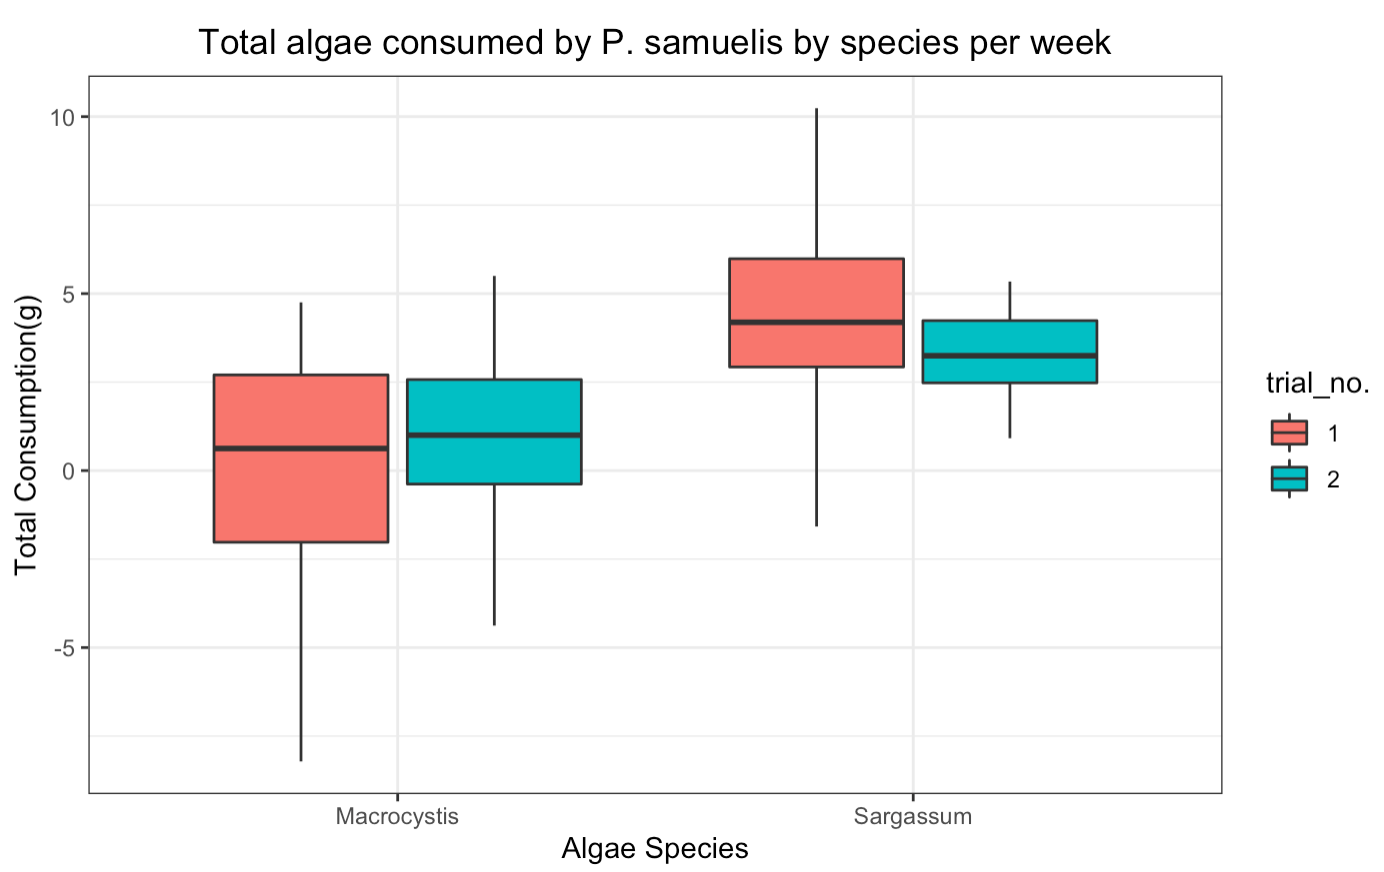 Total algae consumed by P. samuelis by species per week
10
5
0
-5
Total Consumption(g)
Macrocystis
Sargassum
Algae Species
trial_no.
1
2